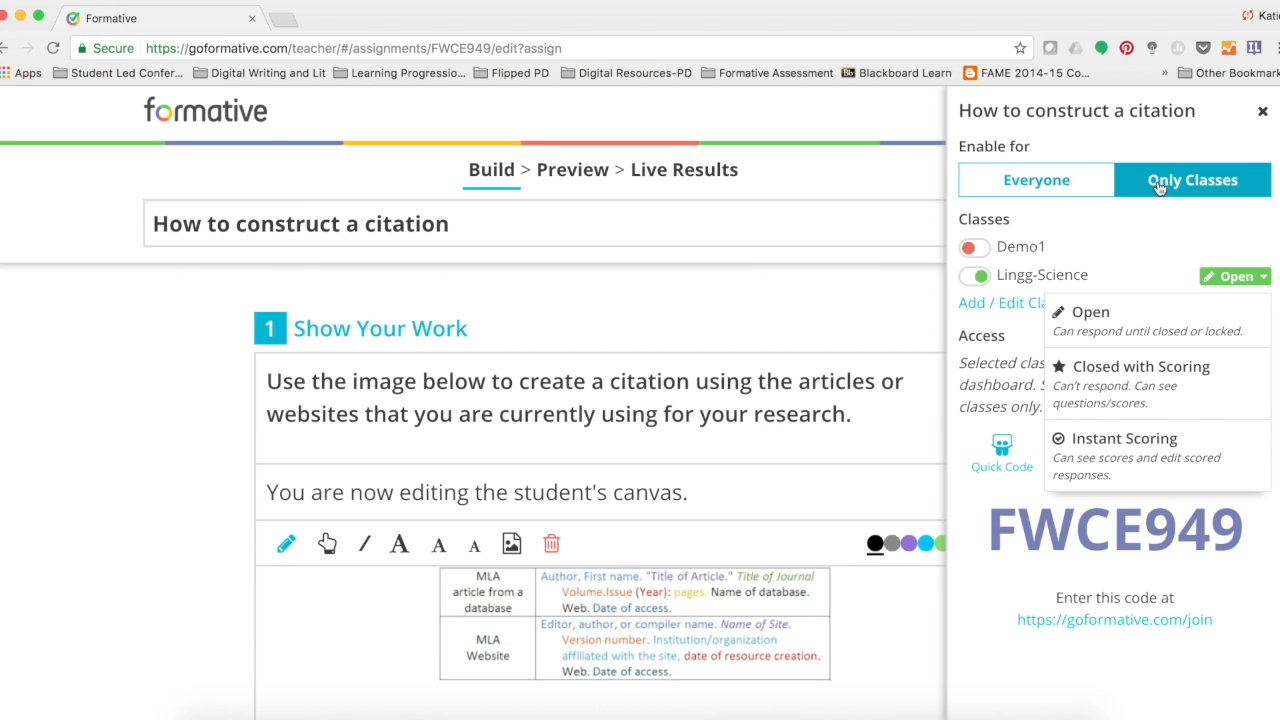 Formative
Katie
Secure
https://goformative.com/teacher/#/assignments/FWCE949/edit?assign
Apps
Student Led Confer...
Digital Writing and Lit
Learning Progressio...
Flipped PD
Digital Resources-PD
Formative Assessment
Bb
Blackboard Learn
FAME 2014-15 Co...
»
Other Bookmark
formative
Build > Preview > Live Results
How to construct a citation
1 Show Your Work
Use the image below to create a citation using the articles or
websites that you are currently using for your research.
You are now editing the student's canvas.
A A A
MLA
article from a
database
Author, First name. "Title of Article." Title of Journal
Volume.Issue (Year): pages. Name of database.
Web. Date of access.
MLA
Website
Editor, author, or compiler name. Name of Site.
Version number. Institution/organization
affiliated with the site, date of resource creation.
Web. Date of access.
How to construct a citation
Enable for
Everyone
Only Classes
Classes
Demo1
Lingg-Science
Open
Add / Edit Cla
Access
Selected clas
dashboard. S
classes only.
Open
Can respond until closed or locked.
Closed with Scoring
Can't respond. Can see
questions/scores.
Instant Scoring
Can see scores and edit scored
responses.
Quick Code
FWCE949
Enter this code at
https://goformative.com/join